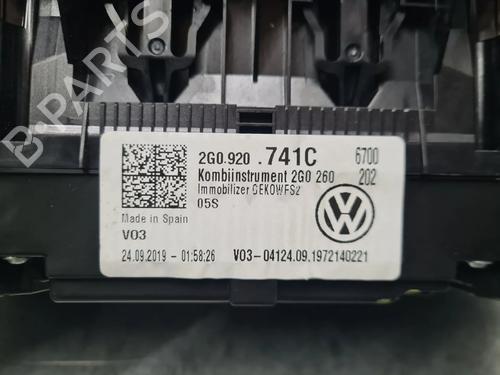 B-PARTS
2G0.920 .741C 6700
Kombiinstrument 2G0 260 202
Immobilizer GEKOWFS2
05S
Made in Spain
V03
24.09.2019 - 01:58:26 V03-04124.09.1972140221